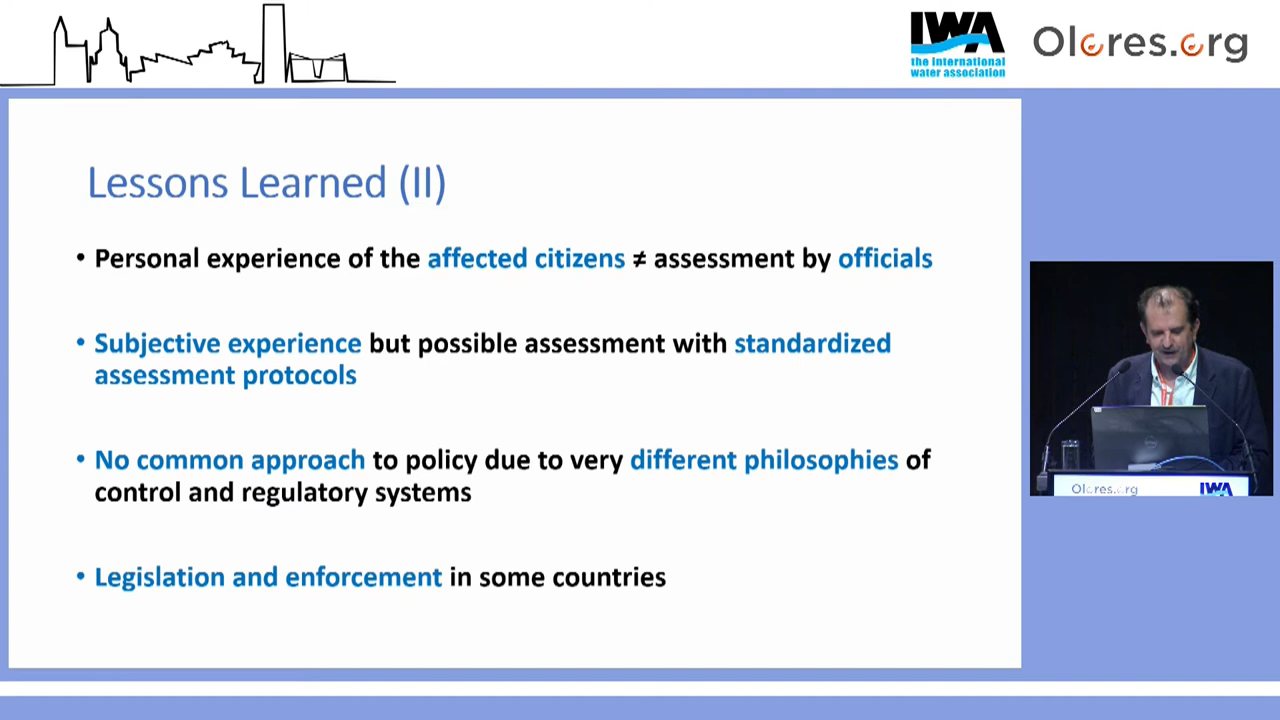 IWA
the international
water association
Olores.org
Lessons Learned (II)
• Personal experience of the affected citizens ≠ assessment by officials
• Subjective experience but possible assessment with standardized
assessment protocols
• No common approach to policy due to very different philosophies of
control and regulatory systems
• Legislation and enforcement in some countries
Olores.org
IWA